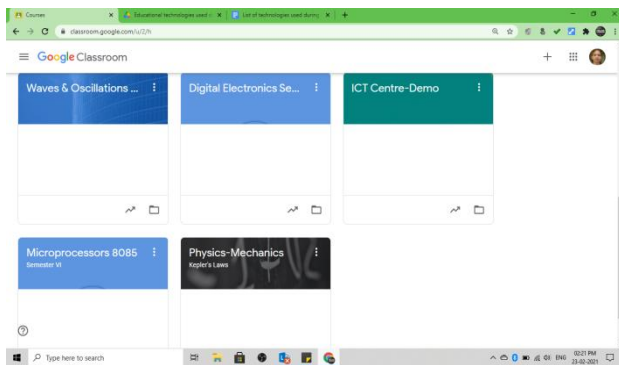 Courses
Educational technologies used
List of technologies used during
classroom.google.com/u/2/h
Google Classroom
Waves & Oscillations ...
Digital Electronics Se...
ICT Centre-Demo
Microprocessors 8085
Semester VI
Physics-Mechanics
Kepler's Laws
Type here to search
ENG
02:21 PM
23-02-2021